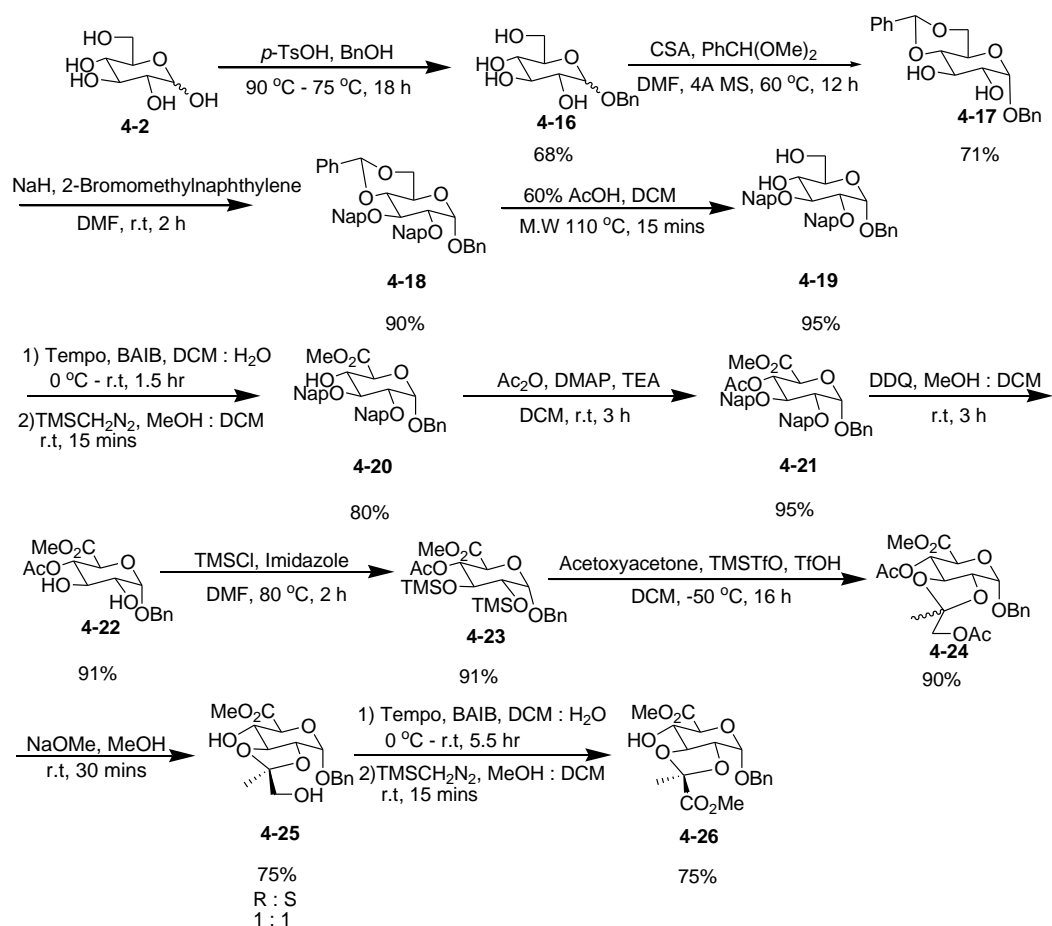 HO
HO
HO
OH
O
OH
4-2
p-TsOH, BnOH
90 °C - 75 °C, 18 h
HO
HO
HO
OH
O
OBn
4-16
68%
CSA, PhCH(OMe)2
DMF, 4A MS, 60 °C, 12 h
Ph
O
O
O
HO
OH
OBn
4-17
71%
NaH, 2-Bromomethylnaphthylene
DMF, r.t, 2 h
Ph
O
O
O
NapO
NapO
OBn
4-18
90%
60% AcOH, DCM
M.W 110 °C, 15 mins
HO
HO
O
NapO
NapO
OBn
4-19
95%
1) Tempo, BAIB, DCM : H2O
0 °C - r.t, 1.5 hr
2)TMSCH2N2, MeOH : DCM
r.t, 15 mins
MeO2C
HO
O
NapO
NapO
OBn
4-20
80%
Ac2O, DMAP, TEA
DCM, r.t, 3 h
MeO2C
AcO
O
NapO
NapO
OBn
4-21
95%
DDQ, MeOH : DCM
r.t, 3 h
MeO2C
AcO
O
HO
HO
OBn
4-22
91%
TMSCl, Imidazole
DMF, 80 °C, 2 h
MeO2C
AcO
O
TMSO
TMSO
OBn
4-23
91%
Acetoxyacetone, TMSTfO, TfOH
DCM, -50 °C, 16 h
MeO2C
AcO
O
O
O
OBn
OAc
4-24
90%
NaOMe, MeOH
r.t, 30 mins
MeO2C
HO
O
O
O
OBn
OH
4-25
75%
R : S
1 : 1
1) Tempo, BAIB, DCM : H2O
0 °C - r.t, 5.5 hr
2)TMSCH2N2, MeOH : DCM
r.t, 15 mins
MeO2C
HO
O
O
O
OBn
CO2Me
4-26
75%